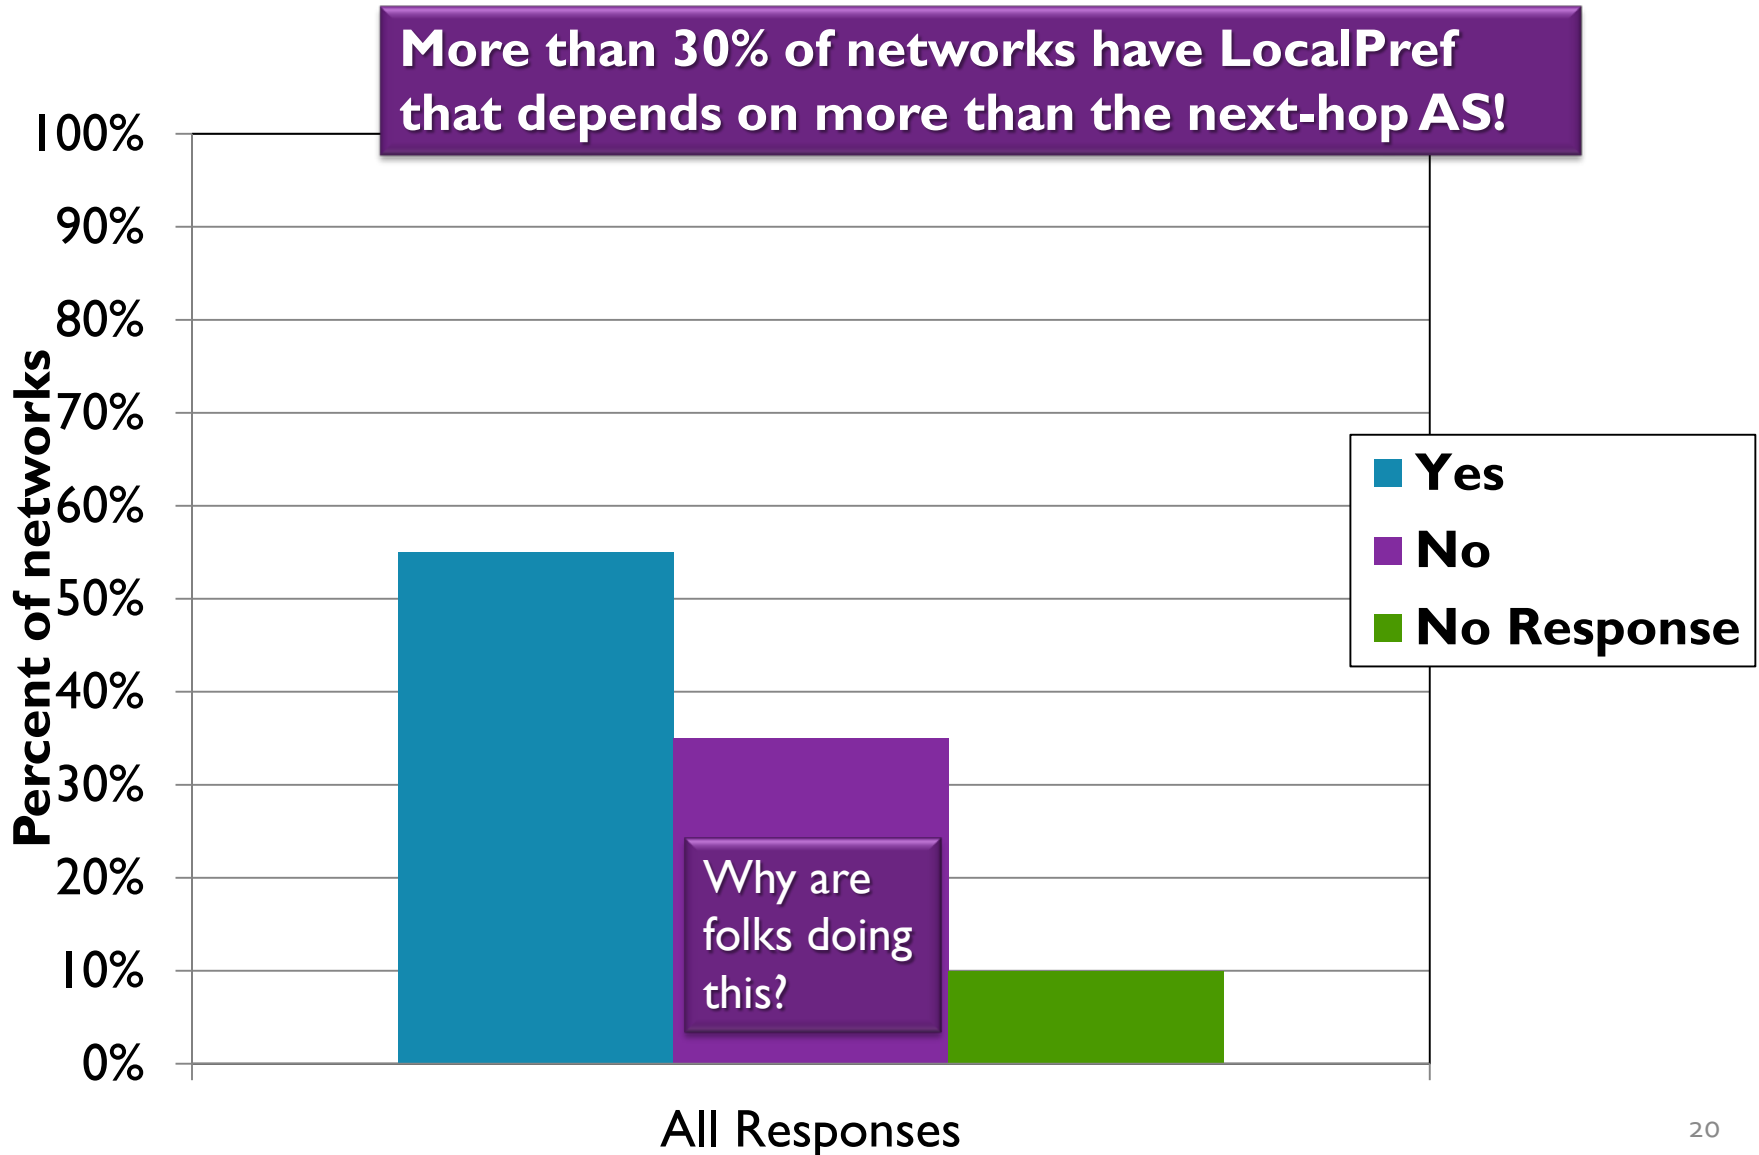 More than 30% of networks have LocalPref
that depends on more than the next-hop AS!
100%
90%
80%
70%
60%
50%
40%
30%
20%
10%
0%
Percent of networks
Yes
No
No Response
Why are
folks doing
this?
All Responses
20